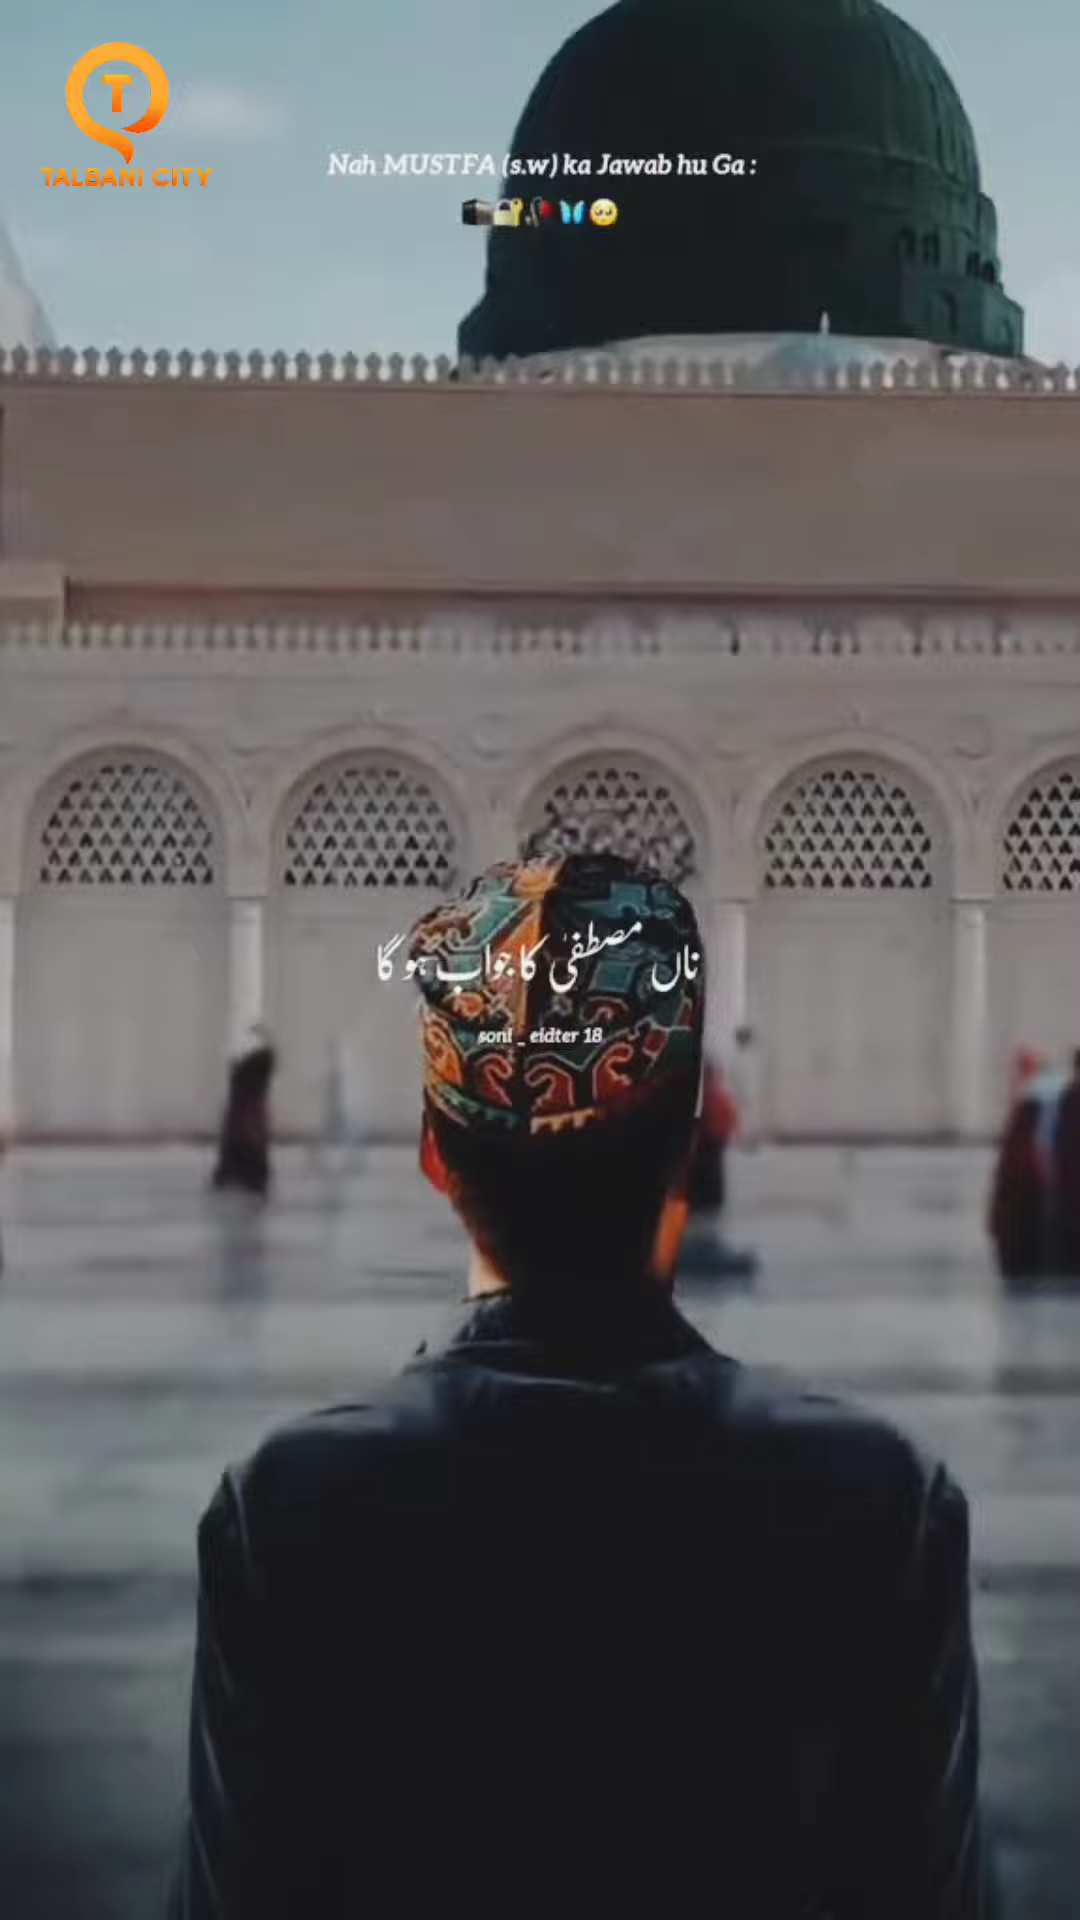 T
TALBANI CITY
Nah MUSTFA (s.w) ka Jawab hu Ga :
🕋🔐🥀🦋🥺
ناں مصطفیٰ کا جواب ہو گا
soni _ eidter 18